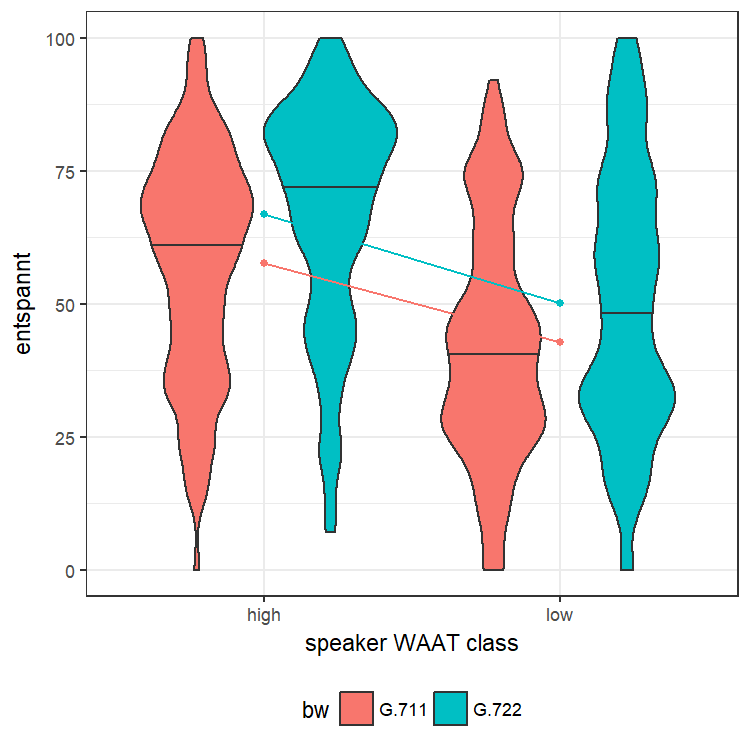 100
75
50
25
0
entspannt
high low
speaker WAAT class
bw G.711 G.722